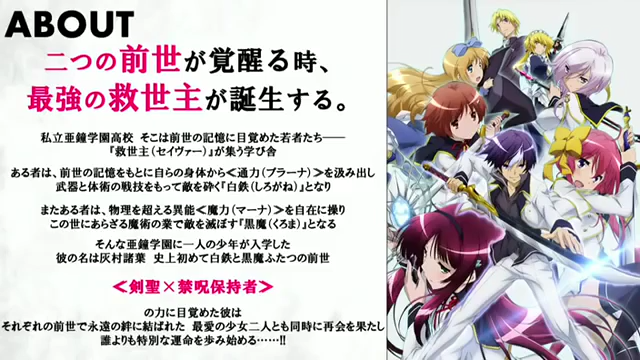 ABOUT
二つの前世が覚醒る時、
最強の救世主が誕生する。
私立亜鐘学園高校 そこは前世の記憶に目覚めた若者たち――
『救世主(セイヴァー)』が集う学び舎
ある者は、前世の記憶をもとに自らの身体から≪通力(プラーナ)≫を汲み出し
武器と体術の戦技をもって敵を砕く『白鉄(しろがね)』となり
またある者は、物理を超える異能≪魔力(マーナ)≫を自在に操り
この世にあらざる魔術の業で敵を滅ぼす『黒魔(くろま)』となる
そんな亜鐘学園に一人の少年が入学した
彼の名は灰村諸葉 史上初めて白鉄と黒魔ふたつの前世
≪剣聖×禁呪保持者≫
の力に目覚めた彼は
それぞれの前世で永遠の絆に結ばれた 最愛の少女二人とも同時に再会を果たし
誰よりも特別な運命を歩み始める……!!